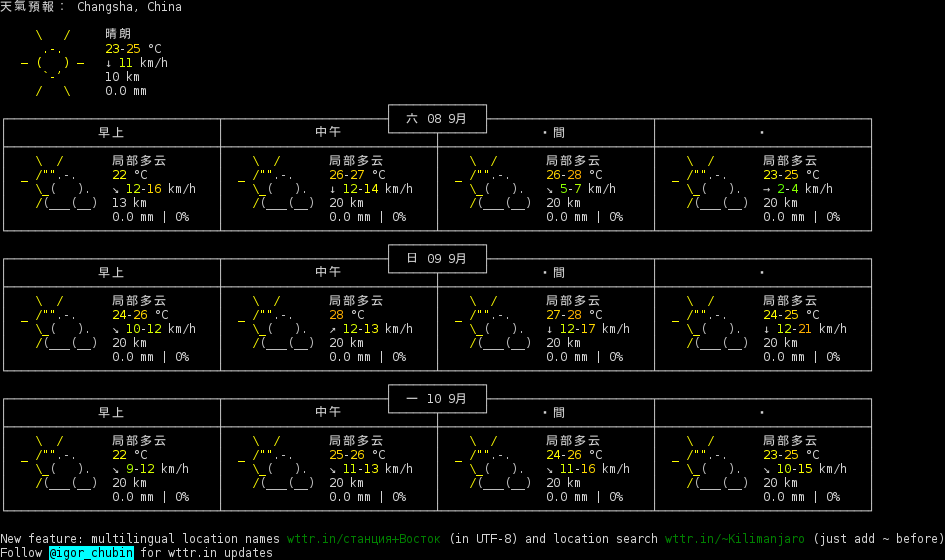 天氣預報： Changsha, China
晴朗
23-25 °C
↓ 11 km/h
10 km
0.0 mm
六 08 9月
早上 中午 間
局部多云 局部多云 局部多云 局部多云
22 °C 26-27 °C 26-28 °C 23-25 °C
↘ 12-16 km/h ↓ 12-14 km/h ↘ 5-7 km/h → 2-4 km/h
13 km 20 km 20 km 20 km
0.0 mm | 0% 0.0 mm | 0% 0.0 mm | 0% 0.0 mm | 0%
日 09 9月
早上 中午 間
局部多云 局部多云 局部多云 局部多云
24-26 °C 28 °C 27-28 °C 24-25 °C
↘ 10-12 km/h ↗ 12-13 km/h ↓ 12-17 km/h ↓ 12-21 km/h
20 km 20 km 20 km 20 km
0.0 mm | 0% 0.0 mm | 0% 0.0 mm | 0% 0.0 mm | 0%
一 10 9月
早上 中午 間
局部多云 局部多云 局部多云 局部多云
22 °C 25-26 °C 24-26 °C 23-25 °C
↘ 9-12 km/h ↘ 11-13 km/h ↘ 11-16 km/h ↘ 10-15 km/h
20 km 20 km 20 km 20 km
0.0 mm | 0% 0.0 mm | 0% 0.0 mm | 0% 0.0 mm | 0%
New feature: multilingual location names wttr.in/станция+Восток (in UTF-8) and location search wttr.in/~Kilimanjaro (just add ~ before)
Follow @igor_chubin for wttr.in updates